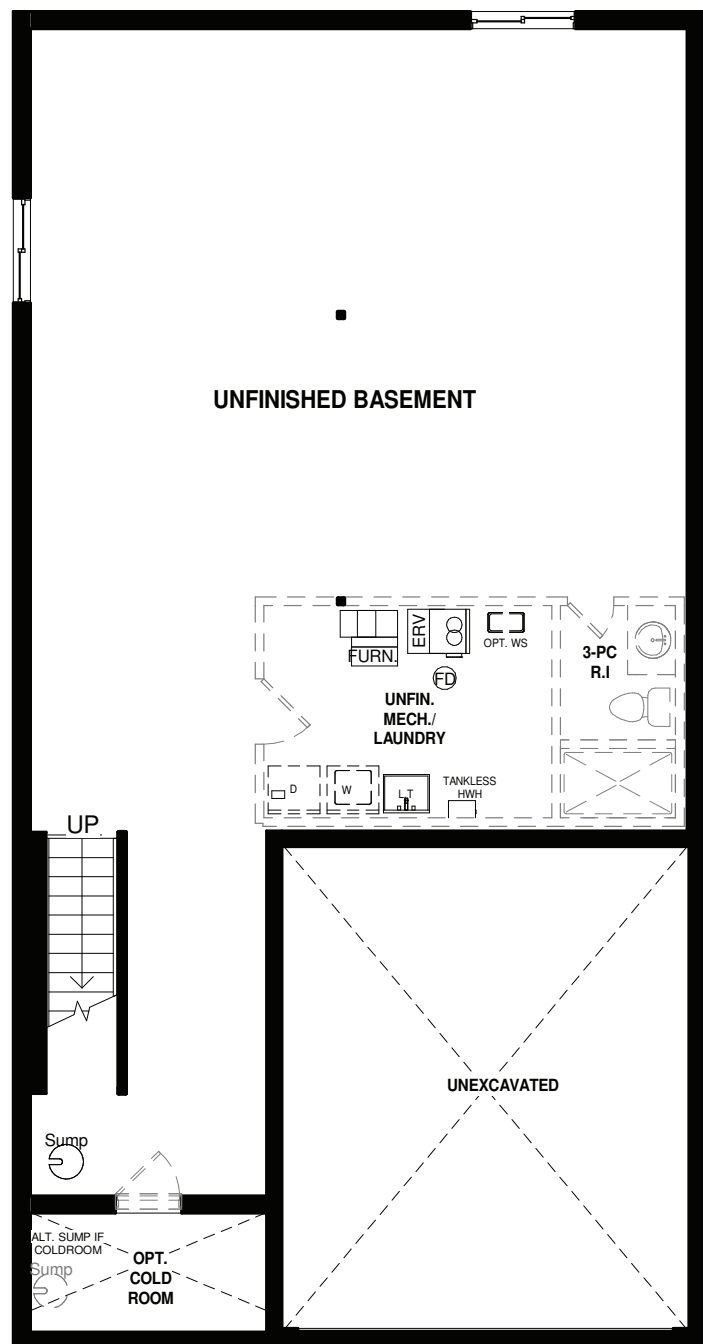 UNFINISHED BASEMENT
ERV
OPT. WS
FURN.
FD
3-PC
R.I
UNFIN.
MECH./
LAUNDRY
D
W
L.T
TANKLESS
HWH
UP
UNEXCAVATED
Sump
ALT. SUMP IF
COLDROOM
Sump
OPT.
COLD
ROOM